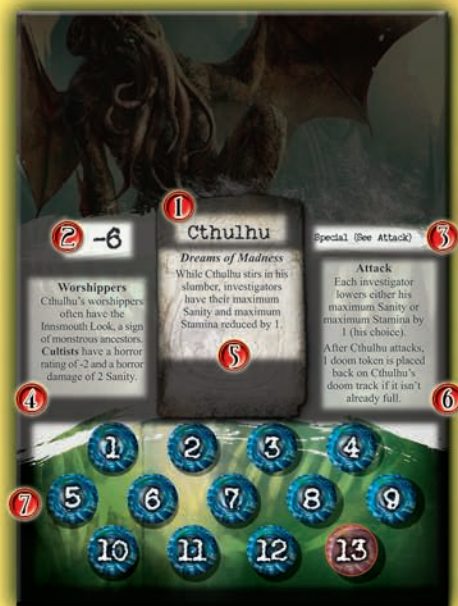 1
Cthulhu
2
-6
Special (See Attack)
3
Dreams of Madness
While Cthulhu stirs in his
slumber, investigators
have their maximum
Sanity and maximum
Stamina reduced by 1.
5
Worshippers
Cthulhu's worshippers
often have the
Innsmouth Look, a sign
of monstrous ancestors.
Cultists have a horror
rating of -2 and a horror
damage of 2 Sanity.
4
Attack
Each investigator
lowers either his
maximum Sanity or
maximum Stamina by
1 (his choice).
After Cthulhu attacks,
1 doom token is placed
back on Cthulhu's
doom track if it isn't
already full.
6
7
1 2 3 4
5 6 7 8 9
10 11 12 13